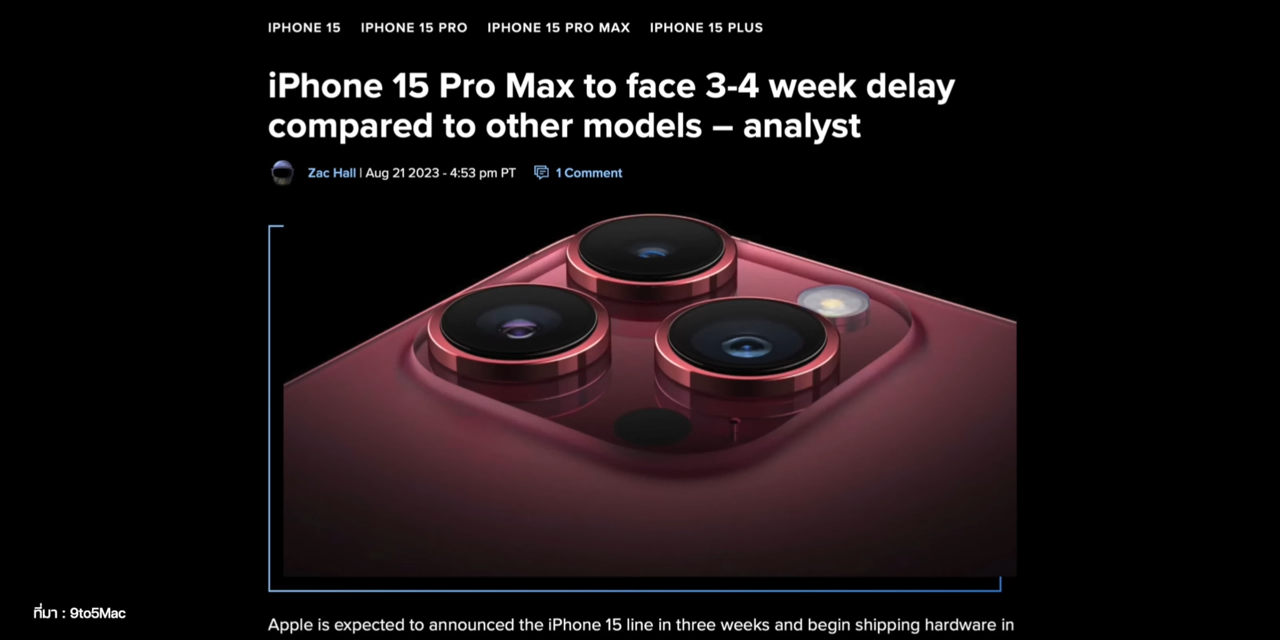 IPHONE 15 IPHONE 15 PRO IPHONE 15 PRO MAX IPHONE 15 PLUS
iPhone 15 Pro Max to face 3-4 week delay
compared to other models – analyst
Zac Hall | Aug 21 2023 - 4:53 pm PT 1 Comment
ที่มา : 9to5Mac
Apple is expected to announced the iPhone 15 line in three weeks and begin shipping hardware in